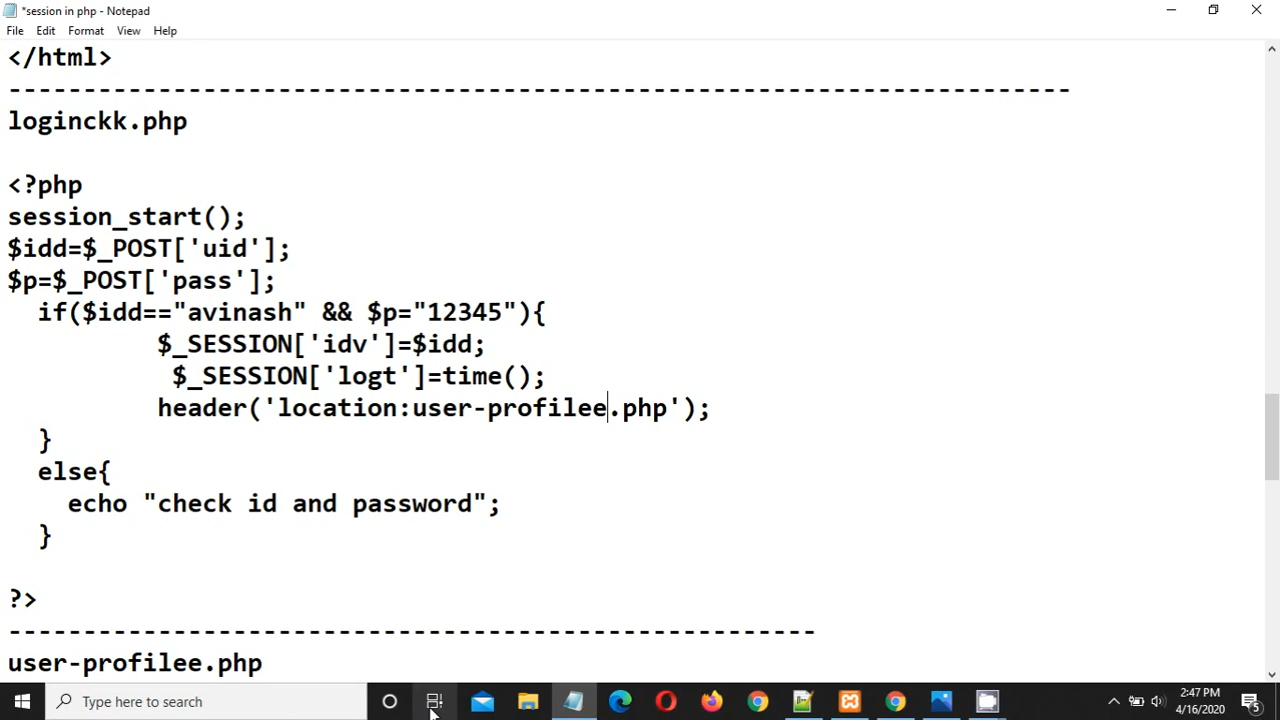 *session in php - Notepad
File Edit Format View Help
</html>
-----------------------------------------------------------------------
loginckk.php
<?php
session_start();
$idd=$_POST['uid'];
$p=$_POST['pass'];
if($idd=="avinash" && $p="12345"){
$_SESSION['idv']=$idd;
$_SESSION['logt']=time();
header('location:user-profilee.php');
}
else{
echo "check id and password";
}
?>
------------------------------------------------------
user-profilee.php
Type here to search
2:47 PM
4/16/2020
5